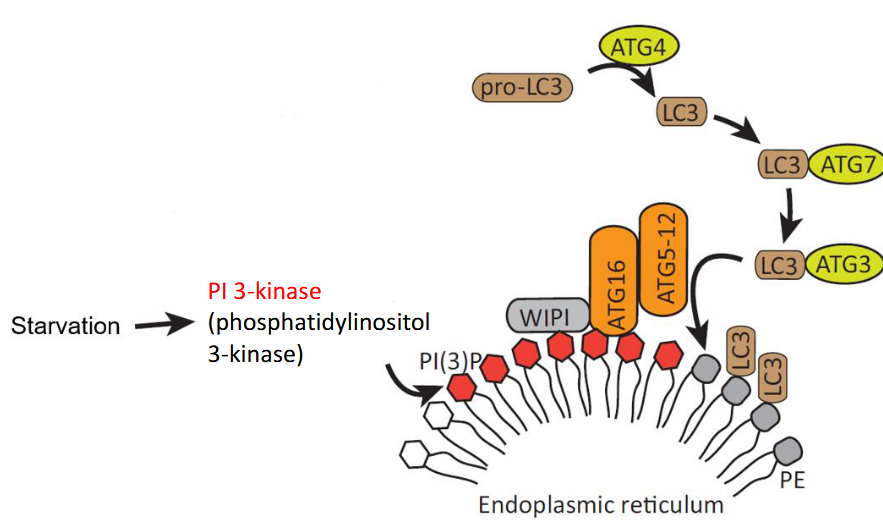 ATG4
pro-LC3
LC3
LC3 ATG7
LC3 ATG3
ATG16
ATG5-12
WIPI
PI 3-kinase
(phosphatidylinositol
3-kinase)
Starvation
PI(3)P
LC3
LC3
PE
Endoplasmic reticulum